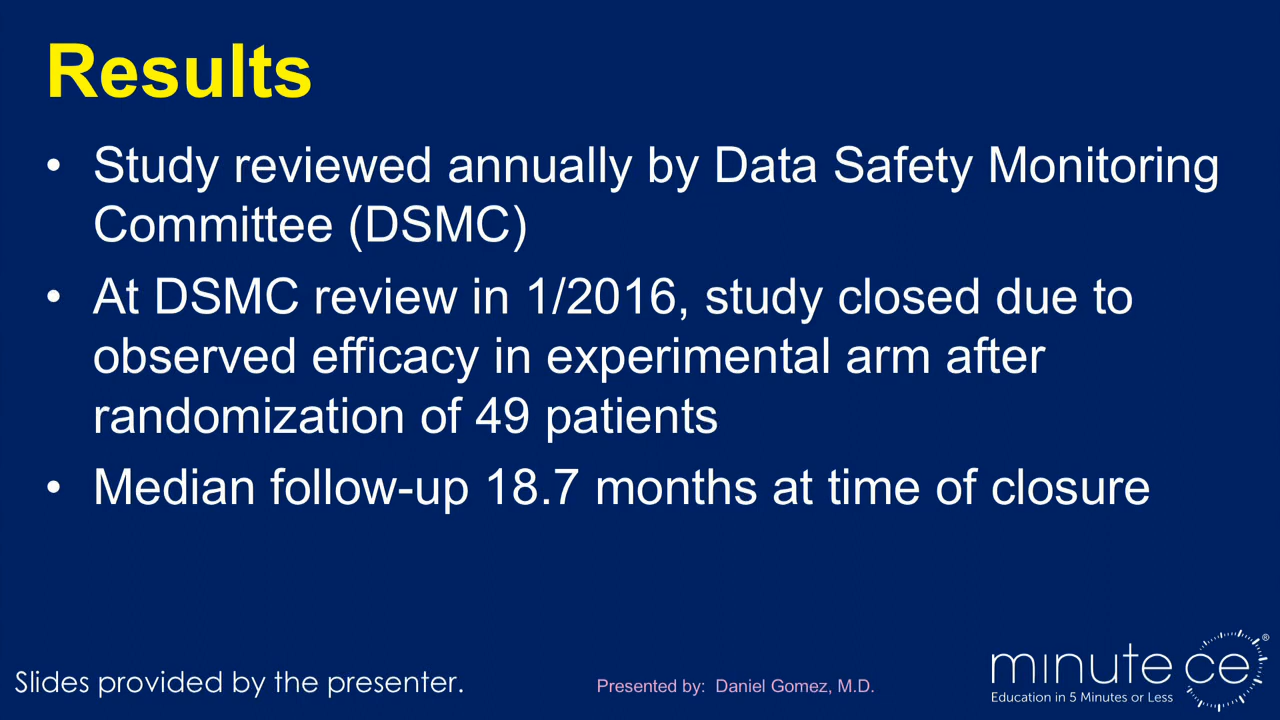 Results
• Study reviewed annually by Data Safety Monitoring
Committee (DSMC)
• At DSMC review in 1/2016, study closed due to
observed efficacy in experimental arm after
randomization of 49 patients
• Median follow-up 18.7 months at time of closure
Slides provided by the presenter.
Presented by: Daniel Gomez, M.D.
minute ce®
Education in 5 Minutes or Less